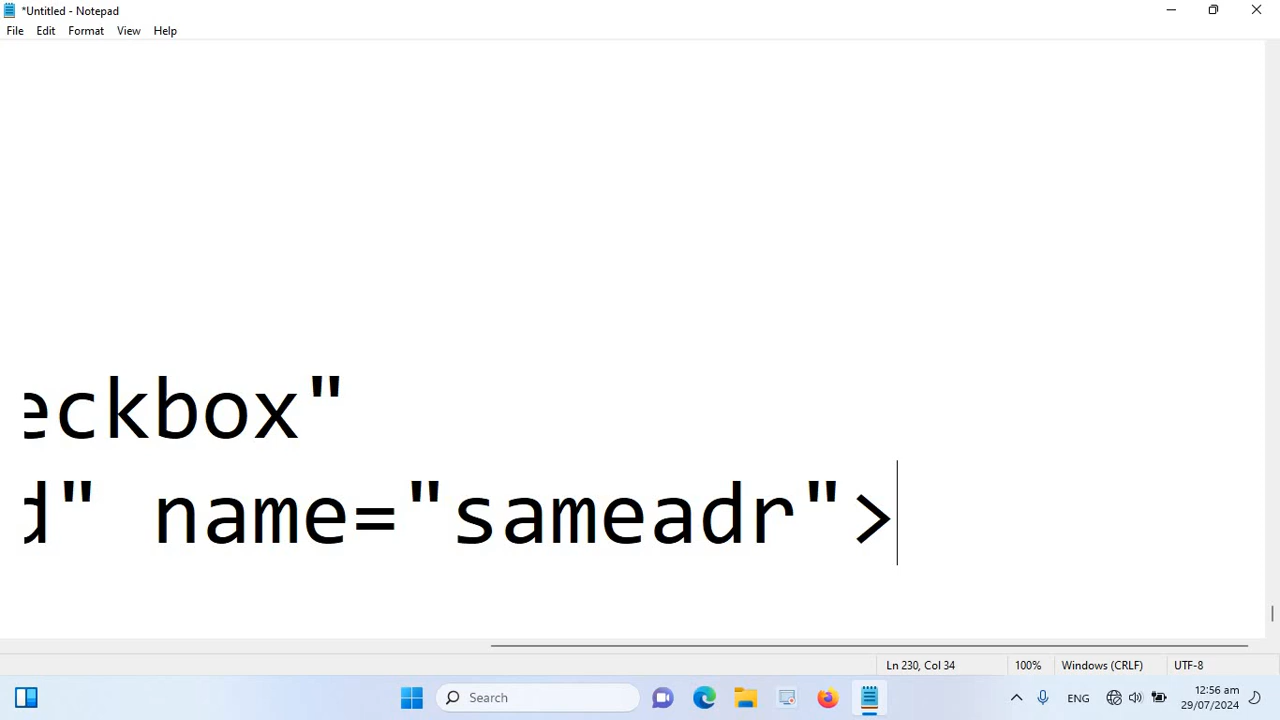 *Untitled - Notepad
File Edit Format View Help
eckbox"
d" name="sameadr">
Ln 230, Col 34 100% Windows (CRLF) UTF-8
Search ENG 12:56 am
29/07/2024